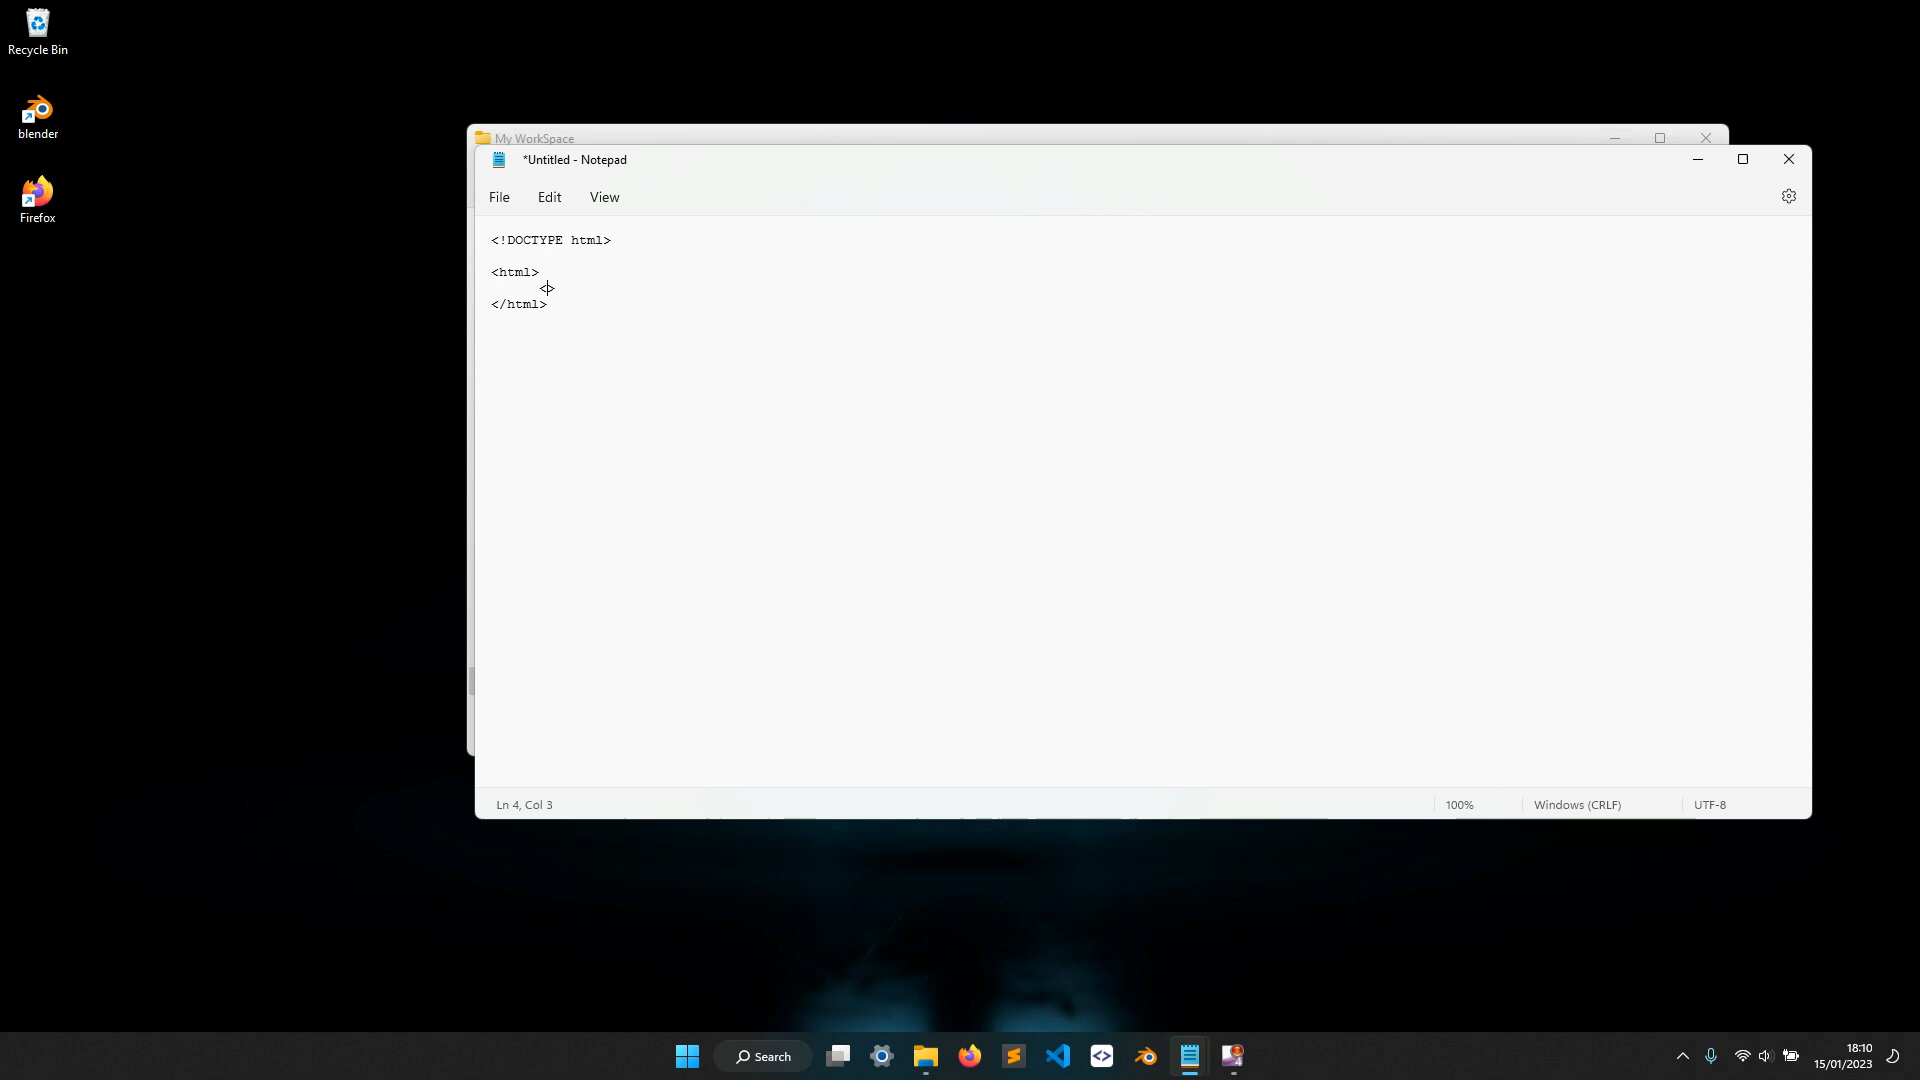 Recycle Bin
blender
Firefox
My WorkSpace
*Untitled - Notepad
File Edit View
<!DOCTYPE html>
<html>
<>
</html>
Ln 4, Col 3 100% Windows (CRLF) UTF-8
Search
18:10
15/01/2023